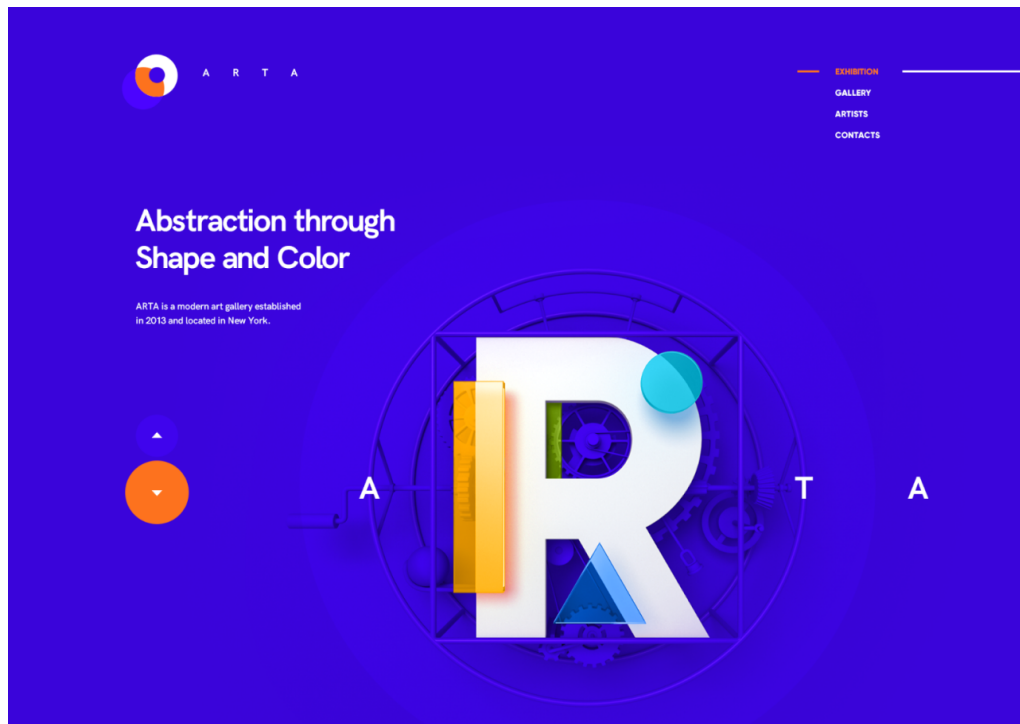 A R T A
EXHIBITION
GALLERY
ARTISTS
CONTACTS
Abstraction through
Shape and Color
ARTA is a modern art gallery established
in 2013 and located in New York.
A R T A